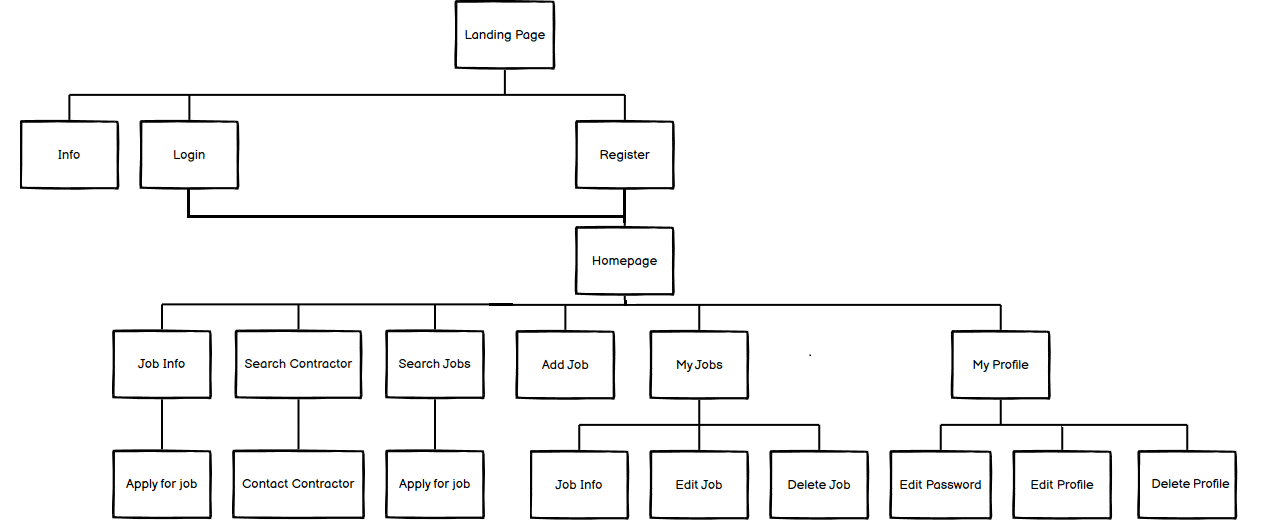 Landing Page
Info
Login
Register
Homepage
Job Info
Search Contractor
Search Jobs
Add Job
My Jobs
My Profile
Apply for job
Contact Contractor
Apply for job
Job Info
Edit Job
Delete Job
Edit Password
Edit Profile
Delete Profile